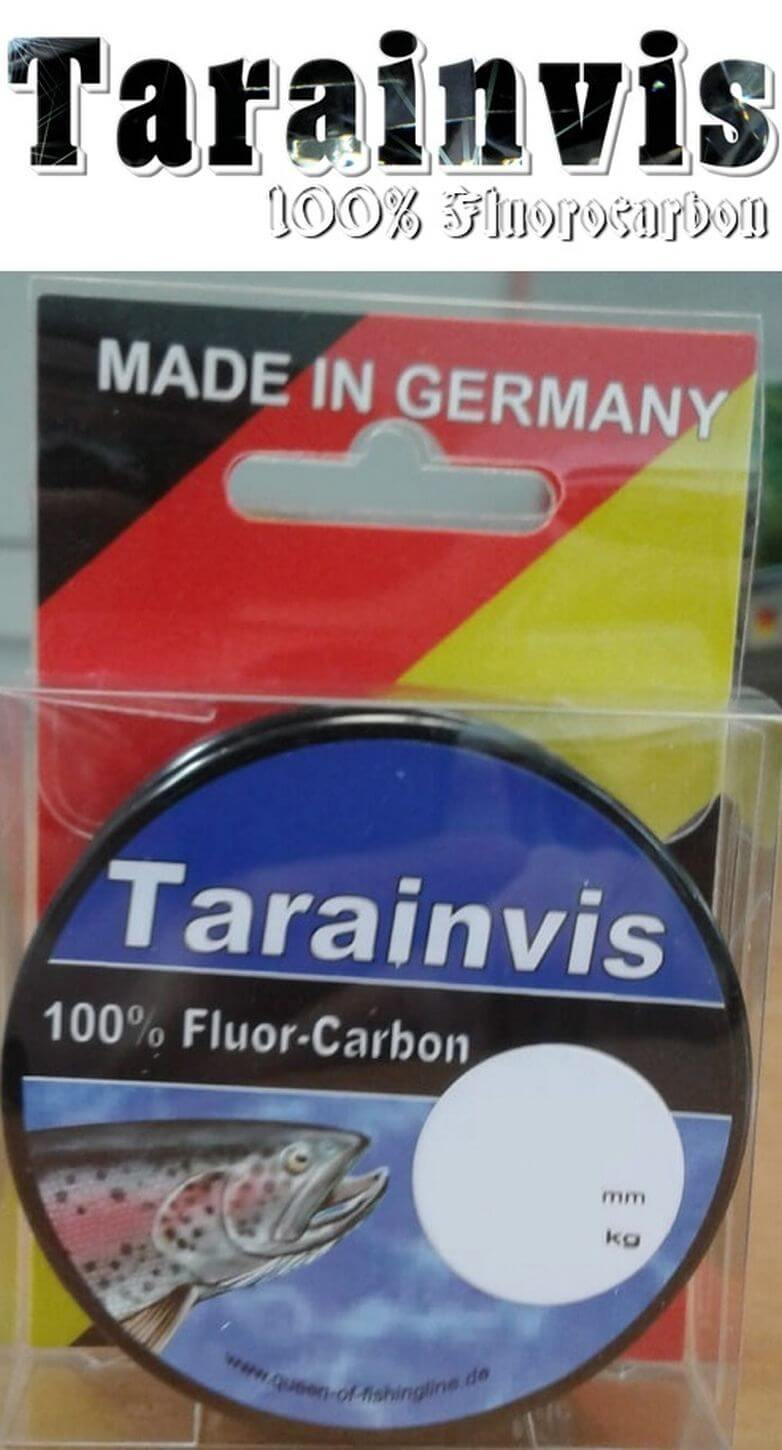 Tarainvis
100% Fluorocarbon
MADE IN GERMANY
Tarainvis
100% Fluor-Carbon
mm
kg
www.queen-of-fishingline.de